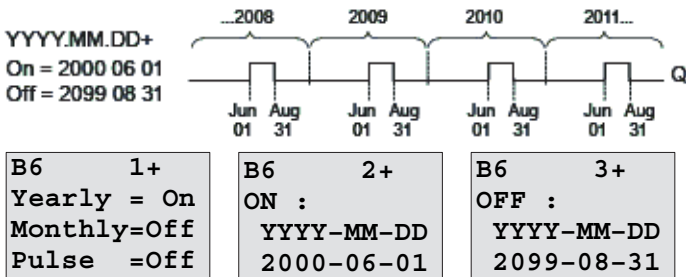 ...2008 2009 2010 2011...
YYYY.MM.DD+
On = 2000 06 01
Off = 2099 08 31
Q
Jun Aug Jun Aug Jun Aug Jun Aug
01 31 01 31 01 31 01 31
B6 1+
Yearly = On
Monthly=Off
Pulse =Off
B6 2+
ON :
YYYY-MM-DD
2000-06-01
B6 3+
OFF :
YYYY-MM-DD
2099-08-31